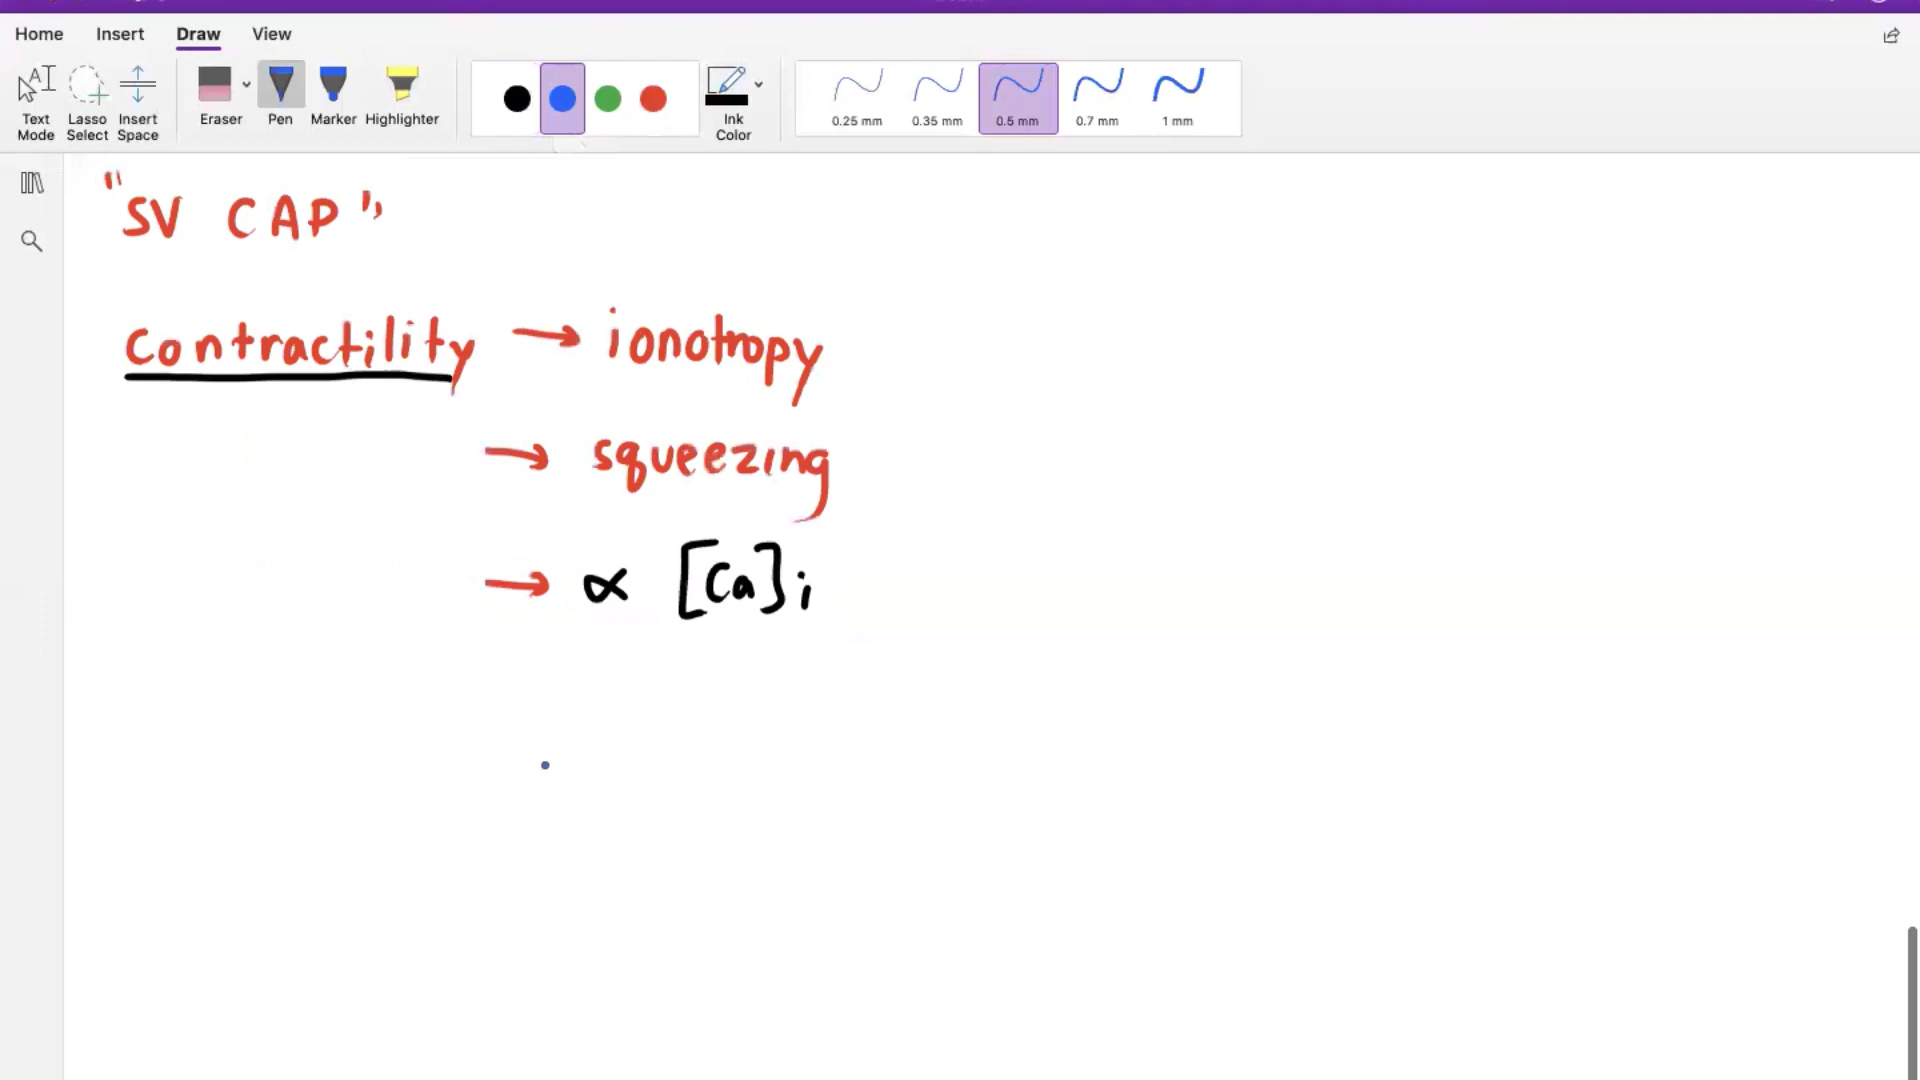 Home Insert Draw View
Text Mode
Lasso Select
Insert Space
Eraser
Pen
Marker
Highlighter
Ink Color
0.25 mm
0.35 mm
0.5 mm
0.7 mm
1 mm
"SV CAP"
contractility → ionotropy
→ squeezing
→ ∝ [Ca]i